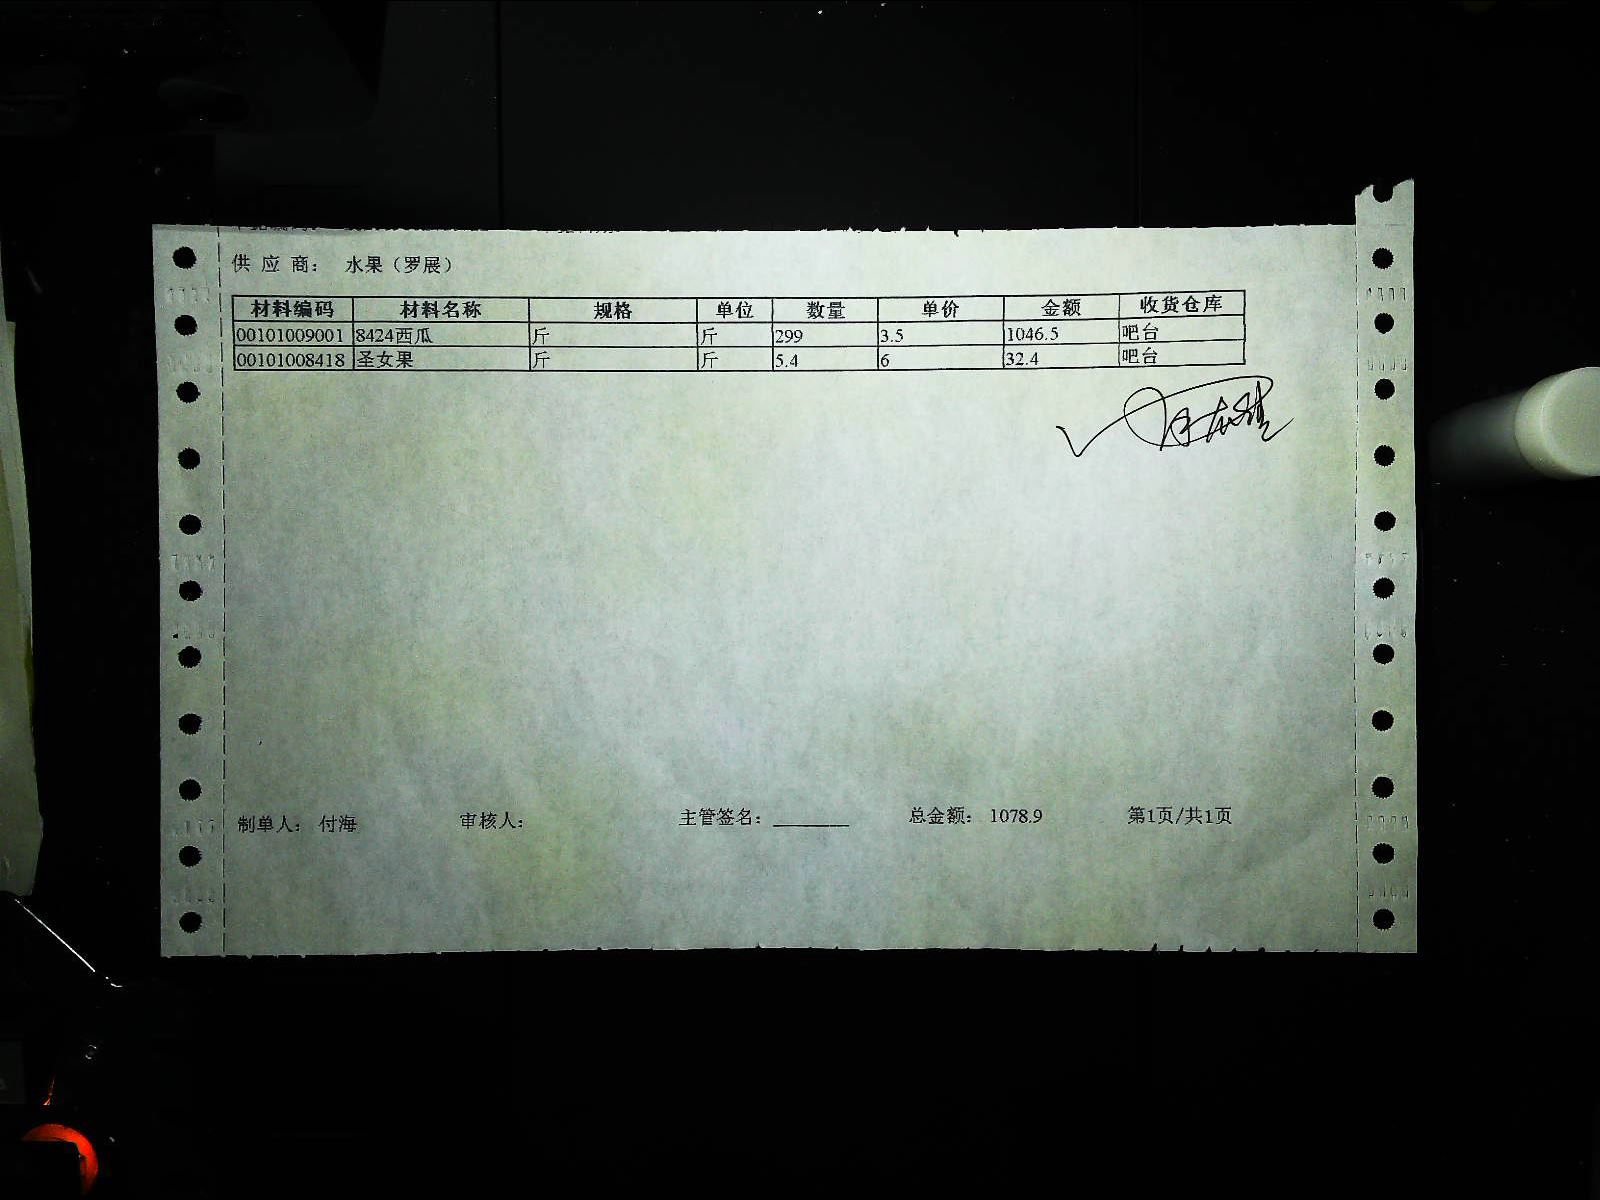 供 应 商： 水果（罗展）
材料编码 材料名称 规格 单位 数量 单价 金额 收货仓库
00101009001 8424西瓜 斤 斤 299 3.5 1046.5 吧台
00101008418 圣女果 斤 斤 5.4 6 32.4 吧台
制单人： 付海 审核人： 主管签名：________ 总金额： 1078.9 第1页/共1页